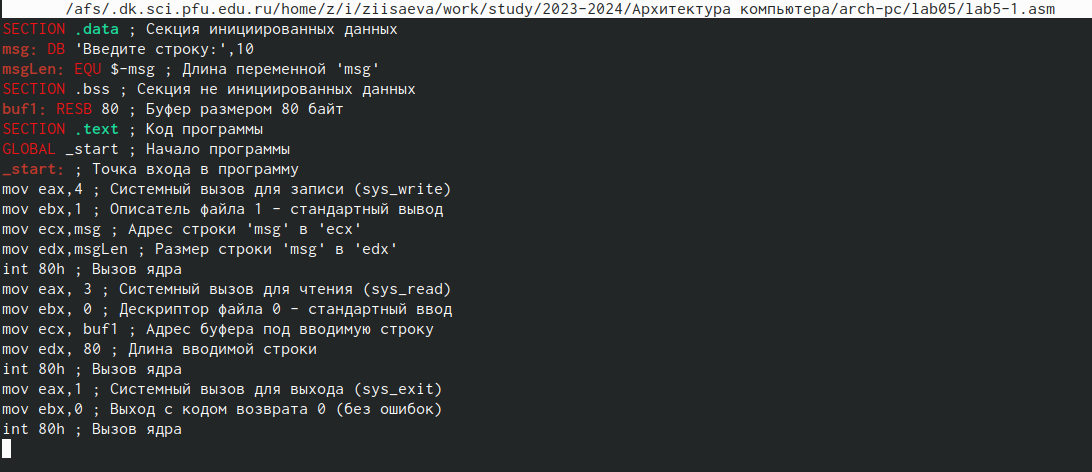 /afs/.dk.sci.pfu.edu.ru/home/z/i/ziisaeva/work/study/2023-2024/Архитектура компьютера/arch-pc/lab05/lab5-1.asm
SECTION .data ; Секция инициированных данных
msg: DB 'Введите строку:',10
msgLen: EQU $-msg ; Длина переменной 'msg'
SECTION .bss ; Секция не инициированных данных
buf1: RESB 80 ; Буфер размером 80 байт
SECTION .text ; Код программы
GLOBAL _start ; Начало программы
_start: ; Точка входа в программу
mov eax,4 ; Системный вызов для записи (sys_write)
mov ebx,1 ; Описатель файла 1 - стандартный вывод
mov ecx,msg ; Адрес строки 'msg' в 'ecx'
mov edx,msgLen ; Размер строки 'msg' в 'edx'
int 80h ; Вызов ядра
mov eax, 3 ; Системный вызов для чтения (sys_read)
mov ebx, 0 ; Дескриптор файла 0 - стандартный ввод
mov ecx, buf1 ; Адрес буфера под вводимую строку
mov edx, 80 ; Длина вводимой строки
int 80h ; Вызов ядра
mov eax,1 ; Системный вызов для выхода (sys_exit)
mov ebx,0 ; Выход с кодом возврата 0 (без ошибок)
int 80h ; Вызов ядра